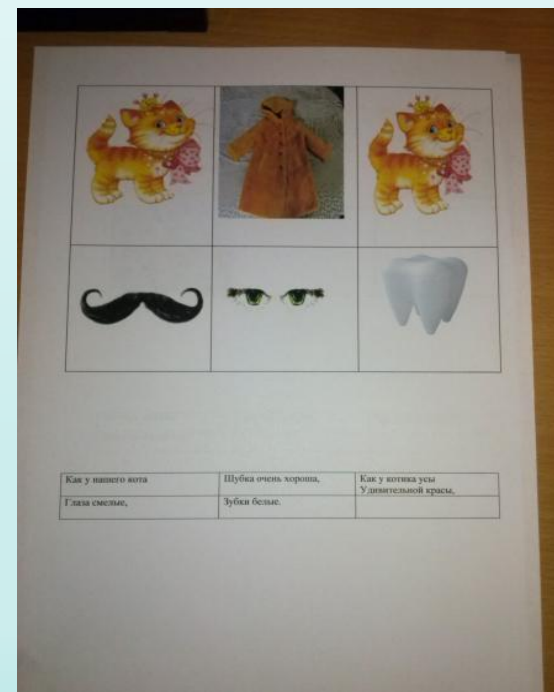 Как у нашего кота
Шубка очень хороша,
Как у котика усы
Удивительной красы,
Глаза смелые,
Зубки белые.